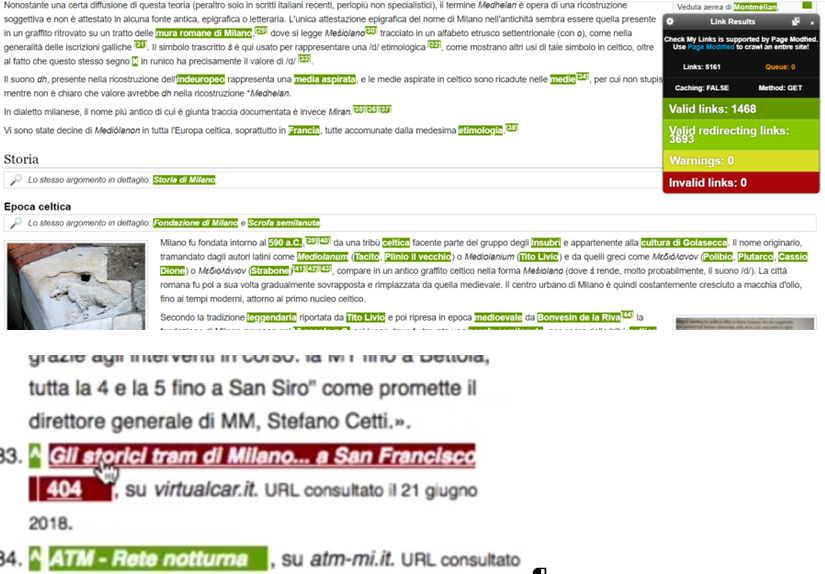 Nonostante una certa diffusione di questa teoria (peraltro solo in scritti italiani recenti, perlopiù non specialistici), il termine Medhelan è opera di una ricostruzione
soggettiva e non è attestato in alcuna fonte antica, epigrafica o letteraria. L'unica attestazione epigrafica del nome di Milano nell'antichità sembra essere quella presente
in un graffito ritrovato su un tratto delle mura romane di Milano,[29] dove si legge Meśiolano[30] tracciato in un alfabeto etrusco settentrionale (con o), come nella
generalità delle iscrizioni galliche [31]. Il simbolo trascritto ś è qui usato per rappresentare una /d/ etimologica [32], come mostrano altri usi di tale simbolo in celtico, oltre
al fatto che questo stesso segno in runico ha precisamente il valore di /d/ [33].
Il suono dh, presente nella ricostruzione dell'indeuropeo rappresenta una media aspirata, e le medie aspirate in celtico sono ricadute nelle medie[34], per cui non stupis
mentre non è chiaro che valore avrebbe dh nella ricostruzione *Medhelan.
In dialetto milanese, il nome più antico di cui è giunta traccia documentata è invece Miran.[35][36][37]
Vi sono state decine di Mediòlanon in tutta l'Europa celtica, soprattutto in Francia, tutte accomunate dalla medesima etimologia.[38]
Veduta aerea di Montmélian
Link Results
Check My Links is supported by Page Modfied.
Use Page Modified to crawl an entire site!
Links: 5161 Queue: 0
Caching: FALSE Method: GET
Valid links: 1468
Valid redirecting links:
3693
Warnings: 0
Invalid links: 0
Storia
Lo stesso argomento in dettaglio: Storia di Milano.
Epoca celtica
Lo stesso argomento in dettaglio: Fondazione di Milano e Scrofa semilanuta.
Milano fu fondata intorno al 590 a.C.,[39][40] da una tribù celtica facente parte del gruppo degli Insubri e appartenente alla cultura di Golasecca. Il nome originario,
tramandato dagli autori latini come Mediolanum (Tacito, Plinio il vecchio) o Mediolanium (Tito Livio) e da quelli greci come Μεδιόλανον (Polibio, Plutarco, Cassio
Dione) o Μεδιολάνιον (Strabone)[41][42][43], compare in un antico graffito celtico nella forma Meśiolano (dove ś rende, molto probabilmente, il suono /d/). La città
romana fu poi a sua volta gradualmente sovrapposta e rimpiazzata da quella medievale. Il centro urbano di Milano è quindi costantemente cresciuto a macchia d'olio,
fino ai tempi moderni, attorno al primo nucleo celtico.
Secondo la tradizione leggendaria riportata da Tito Livio e poi ripresa in epoca medioevale da Bonvesin de la Riva[44] la
grazie agli interventi in corso: la M1 fino a Bettola,
tutta la 4 e la 5 fino a San Siro" come promette il
direttore generale di MM, Stefano Cetti.».
33. ^ Gli storici tram di Milano... a San Francisco
404 , su virtualcar.it. URL consultato il 21 giugno
2018.
34. ^ ATM - Rete notturna , su atm-mi.it. URL consultato